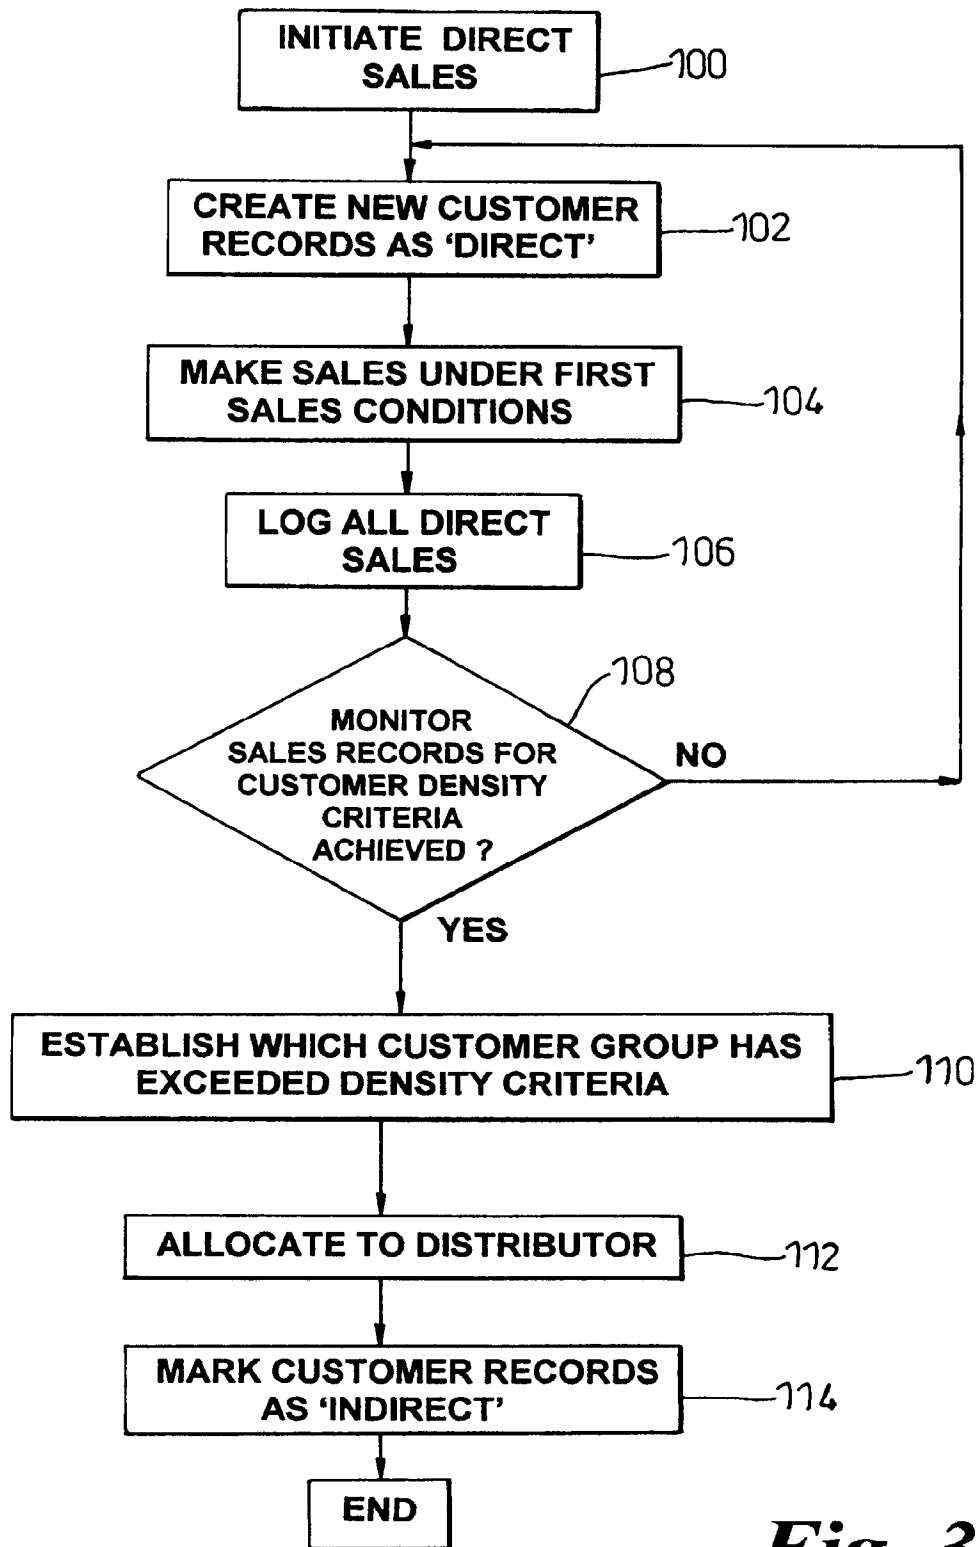 INITIATE DIRECT
SALES
100
CREATE NEW CUSTOMER
RECORDS AS ‘DIRECT’
102
MAKE SALES UNDER FIRST
SALES CONDITIONS
104
LOG ALL DIRECT
SALES
106
108
MONITOR
SALES RECORDS FOR
CUSTOMER DENSITY
CRITERIA
ACHIEVED ?
NO
YES
ESTABLISH WHICH CUSTOMER GROUP HAS
EXCEEDED DENSITY CRITERIA
110
ALLOCATE TO DISTRIBUTOR
112
MARK CUSTOMER RECORDS
AS ‘INDIRECT’
114
END
Fig. 3